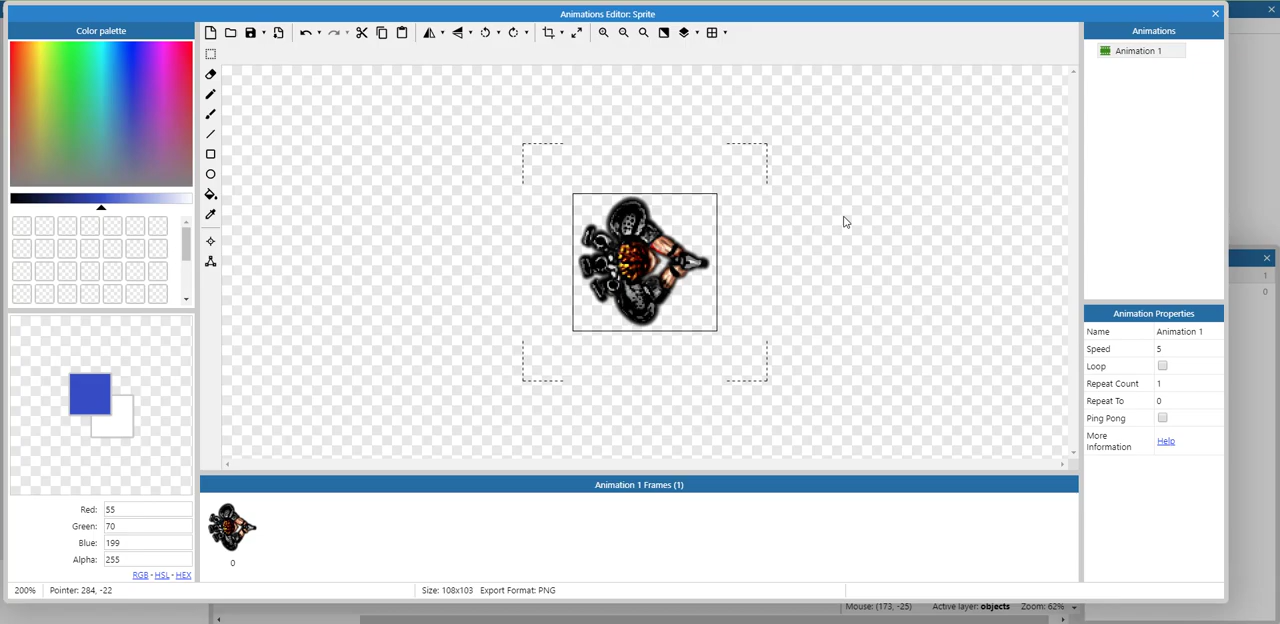 Animations Editor: Sprite
Color palette
Animations
Animation 1
Animation Properties
Name Animation 1
Speed 5
Loop
Repeat Count 1
Repeat To 0
Ping Pong
More Information Help
1
0
Animation 1 Frames (1)
0
Red: 55
Green: 70
Blue: 199
Alpha: 255
RGB - HSL - HEX
200% Pointer: 284, -22 Size: 108x103 Export Format: PNG
Mouse: (173, -25) Active layer: objects Zoom: 62%